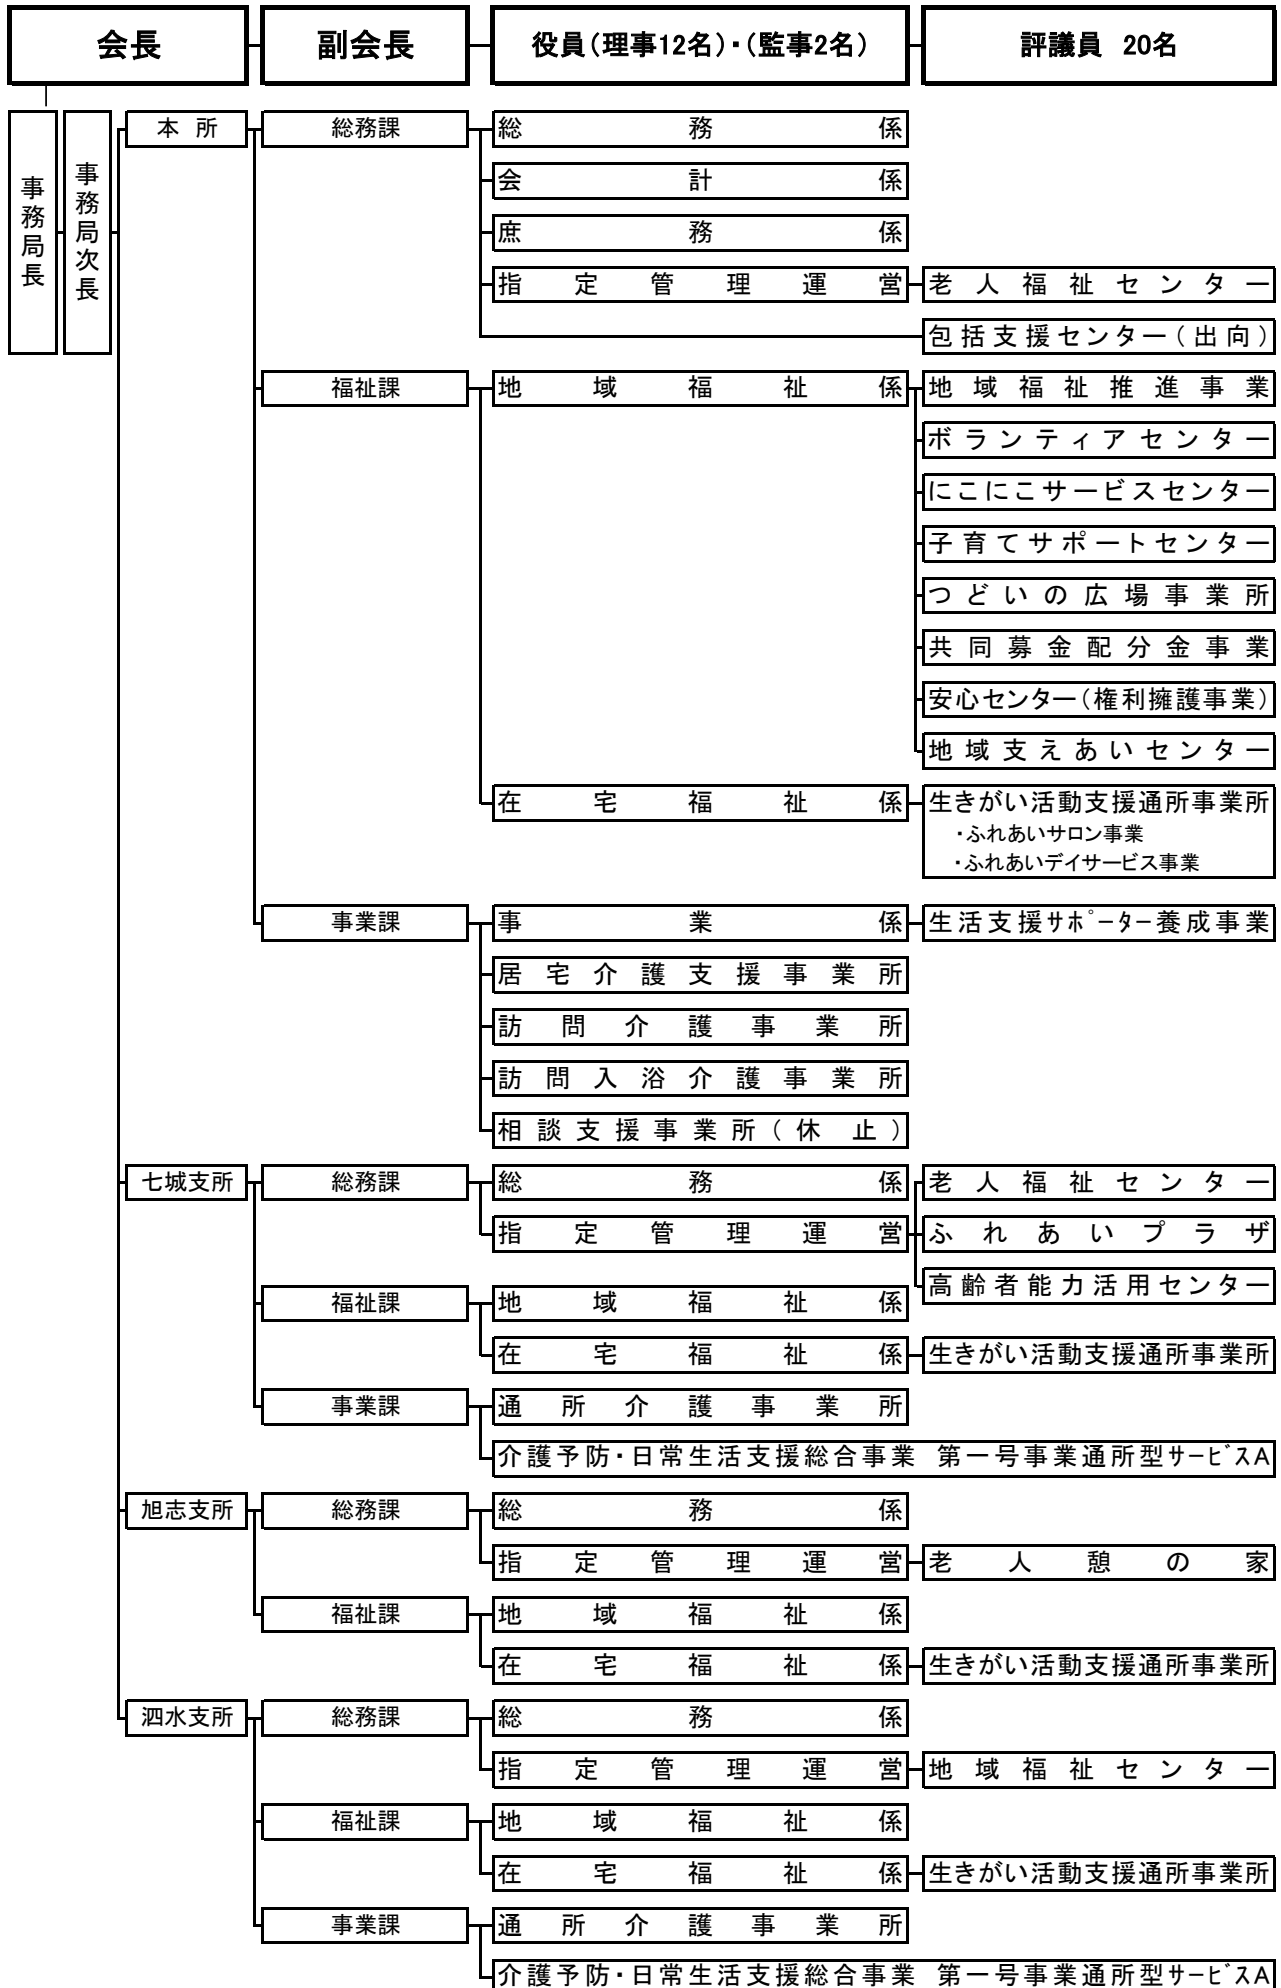 会長 副会長 役員(理事12名)・(監事2名) 評議員 20名
事務局長
事務局次長
本所 総務課 総務係
会計係
庶務係
指定管理運営 老人福祉センター
包括支援センター(出向)
福祉課 地域福祉係 地域福祉推進事業
ボランティアセンター
にこにこサービスセンター
子育てサポートセンター
つどいの広場事業所
共同募金配分金事業
安心センター(権利擁護事業)
地域支えあいセンター
在宅福祉係 生きがい活動支援通所事業所
・ふれあいサロン事業
・ふれあいデイサービス事業
事業課 事業係 生活支援ｻﾎﾟｰﾀｰ養成事業
居宅介護支援事業所
訪問介護事業所
訪問入浴介護事業所
相談支援事業所(休止)
七城支所 総務課 総務係 老人福祉センター
指定管理運営 ふれあいプラザ
高齢者能力活用センター
福祉課 地域福祉係
在宅福祉係 生きがい活動支援通所事業所
事業課 通所介護事業所
介護予防・日常生活支援総合事業 第一号事業通所型ｻｰﾋﾞｽA
旭志支所 総務課 総務係
指定管理運営 老人憩の家
福祉課 地域福祉係
在宅福祉係 生きがい活動支援通所事業所
泗水支所 総務課 総務係
指定管理運営 地域福祉センター
福祉課 地域福祉係
在宅福祉係 生きがい活動支援通所事業所
事業課 通所介護事業所
介護予防・日常生活支援総合事業 第一号事業通所型ｻｰﾋﾞｽA